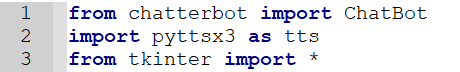 1 from chatterbot import ChatBot
2 import pyttsx3 as tts
3 from tkinter import *